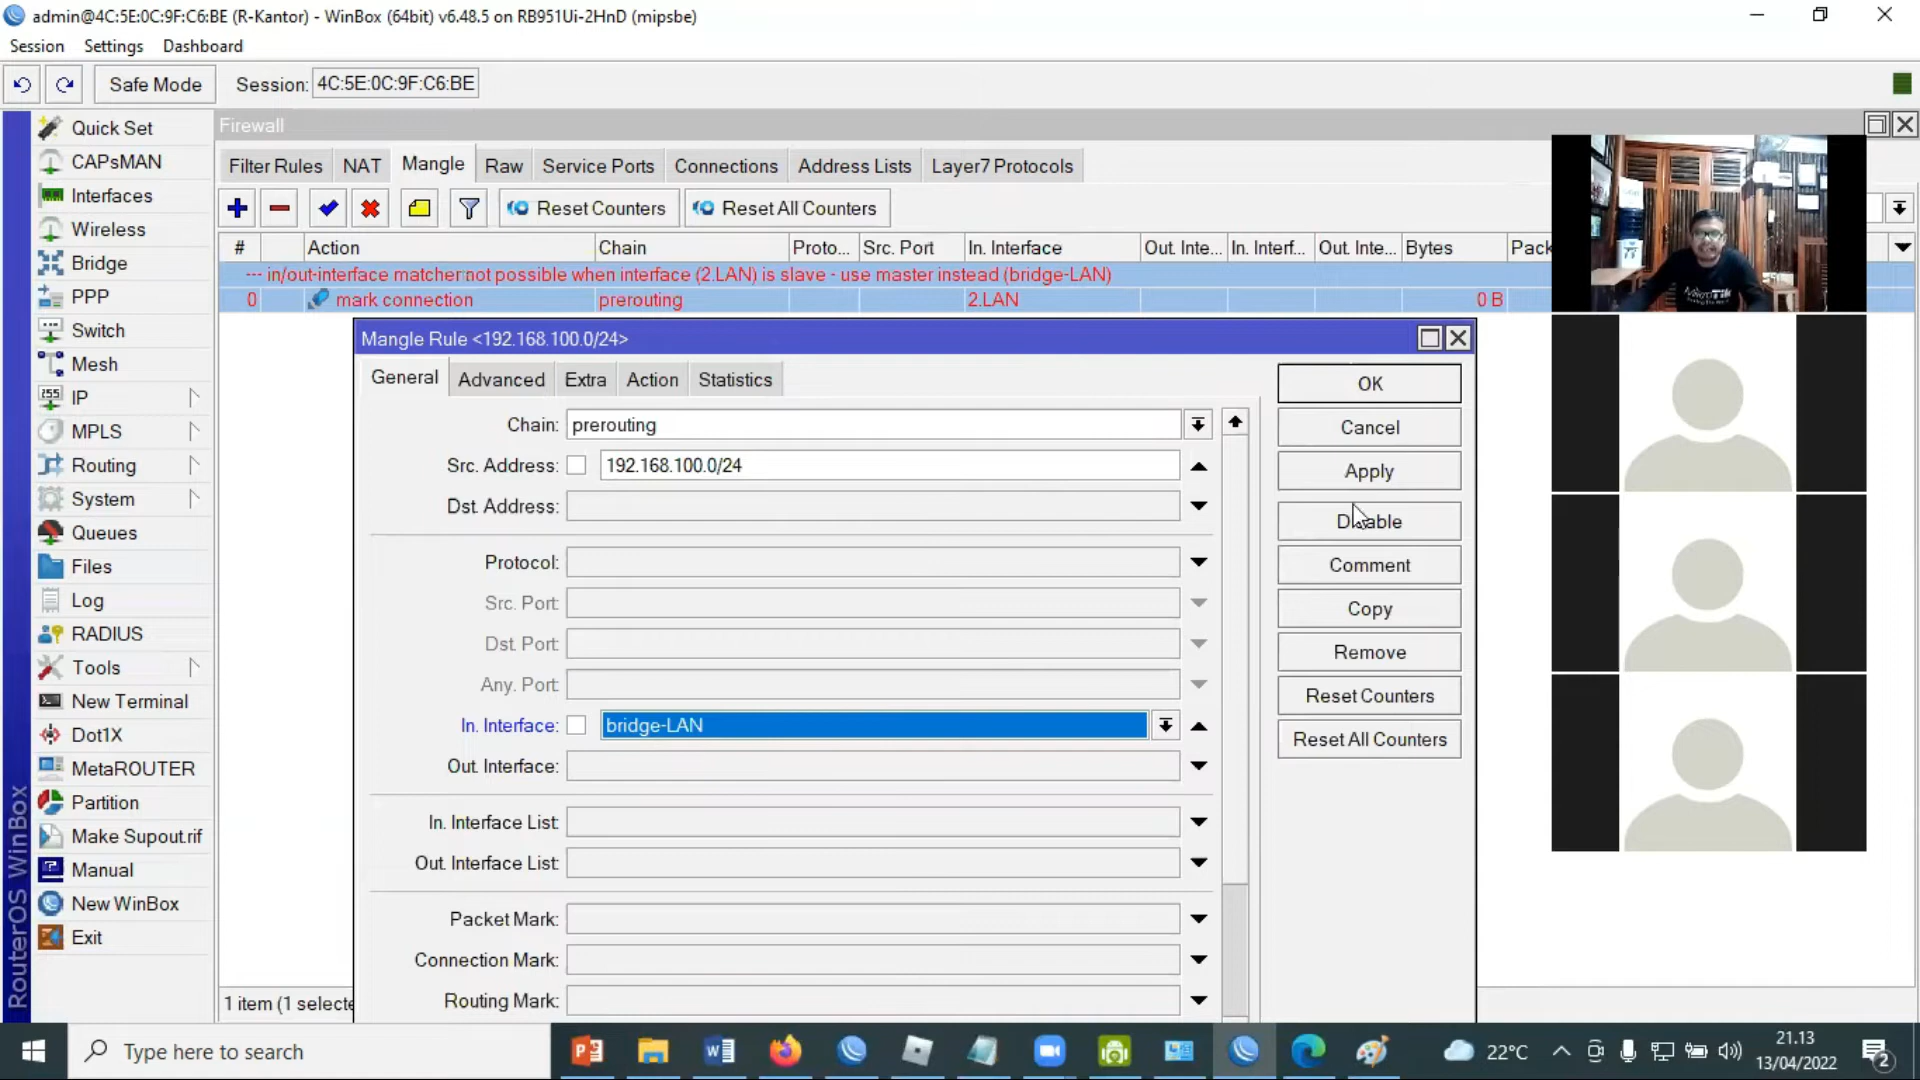 admin@4C:5E:0C:9F:C6:BE (R-Kantor) - WinBox (64bit) v6.48.5 on RB951Ui-2HnD (mipsbe)
Session Settings Dashboard
Safe Mode Session: 4C:5E:0C:9F:C6:BE
Quick Set
CAPsMAN
Interfaces
Wireless
Bridge
PPP
Switch
Mesh
IP
MPLS
Routing
System
Queues
Files
Log
RADIUS
Tools
New Terminal
Dot1X
MetaROUTER
Partition
Make Supout.rif
Manual
New WinBox
Exit
RouterOS WinBox
Firewall
Filter Rules NAT Mangle Raw Service Ports Connections Address Lists Layer7 Protocols
Reset Counters Reset All Counters
# Action Chain Proto... Src. Port In. Interface Out. Inte... In. Interf... Out. Inte... Bytes Pack
--- in/out-interface matcher not possible when interface (2.LAN) is slave - use master instead (bridge-LAN)
0 mark connection prerouting 2.LAN 0 B
Mangle Rule <192.168.100.0/24>
General Advanced Extra Action Statistics
Chain: prerouting
Src. Address: 192.168.100.0/24
Dst. Address:
Protocol:
Src. Port:
Dst. Port:
Any. Port:
In. Interface: bridge-LAN
Out. Interface:
In. Interface List:
Out. Interface List:
Packet Mark:
Connection Mark:
Routing Mark:
OK
Cancel
Apply
Disable
Comment
Copy
Remove
Reset Counters
Reset All Counters
1 item (1 selecte
Type here to search
22°C
21.13
13/04/2022
2